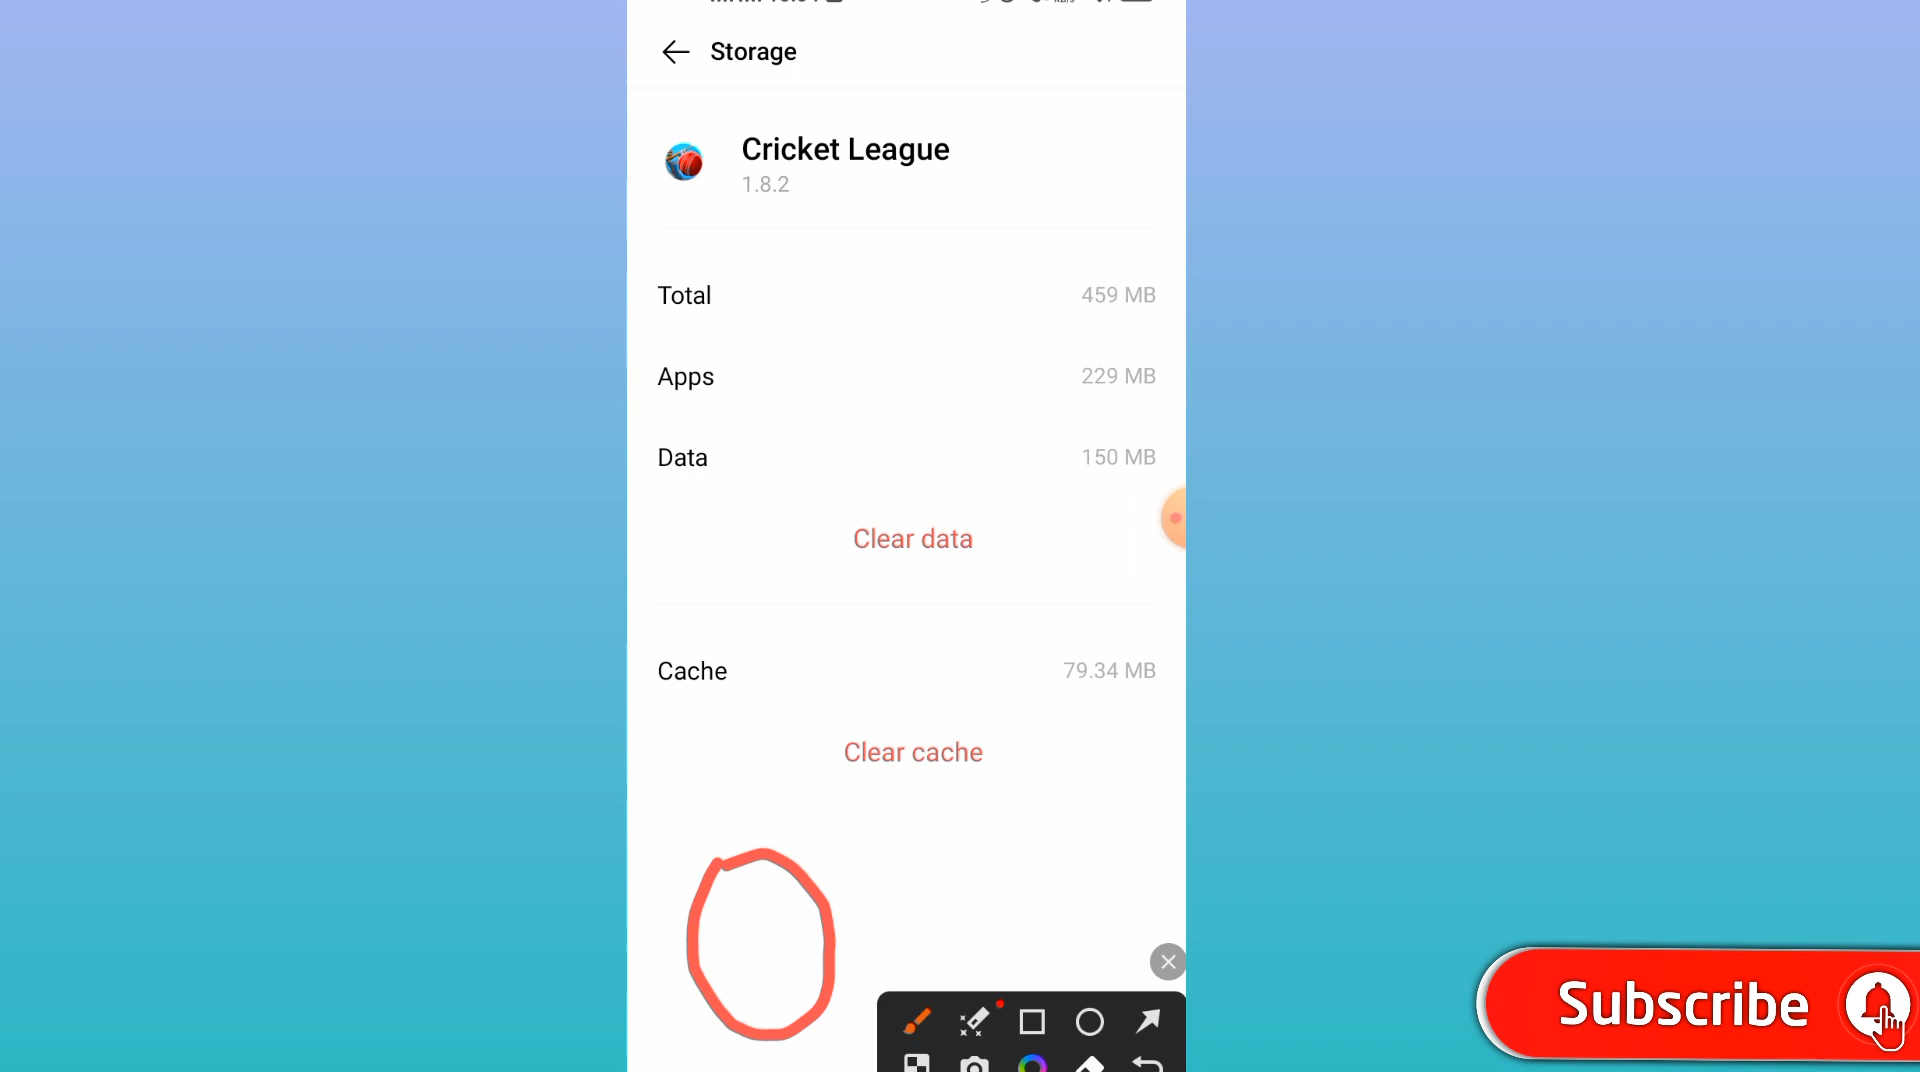 Storage
Cricket League
1.8.2
Total 459 MB
Apps 229 MB
Data 150 MB
Clear data
Cache 79.34 MB
Clear cache
Subscribe